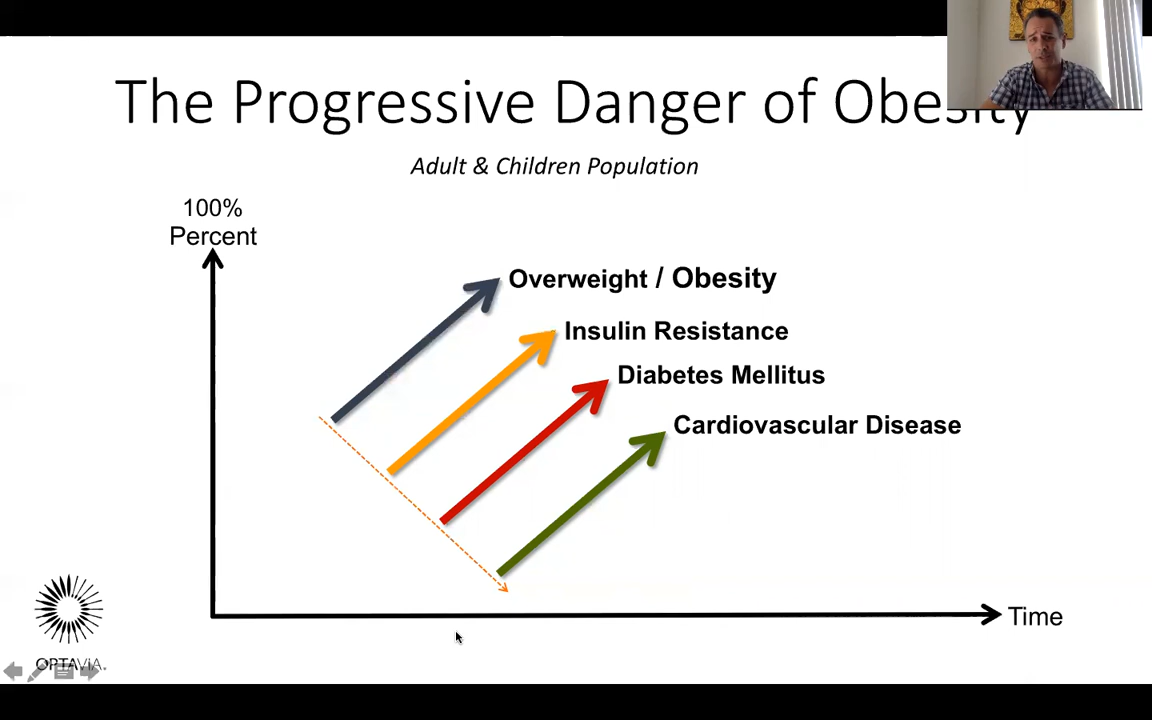 The Progressive Danger of Obesity
Adult & Children Population
100%
Percent
Overweight / Obesity
Insulin Resistance
Diabetes Mellitus
Cardiovascular Disease
Time
OPTAVIA.